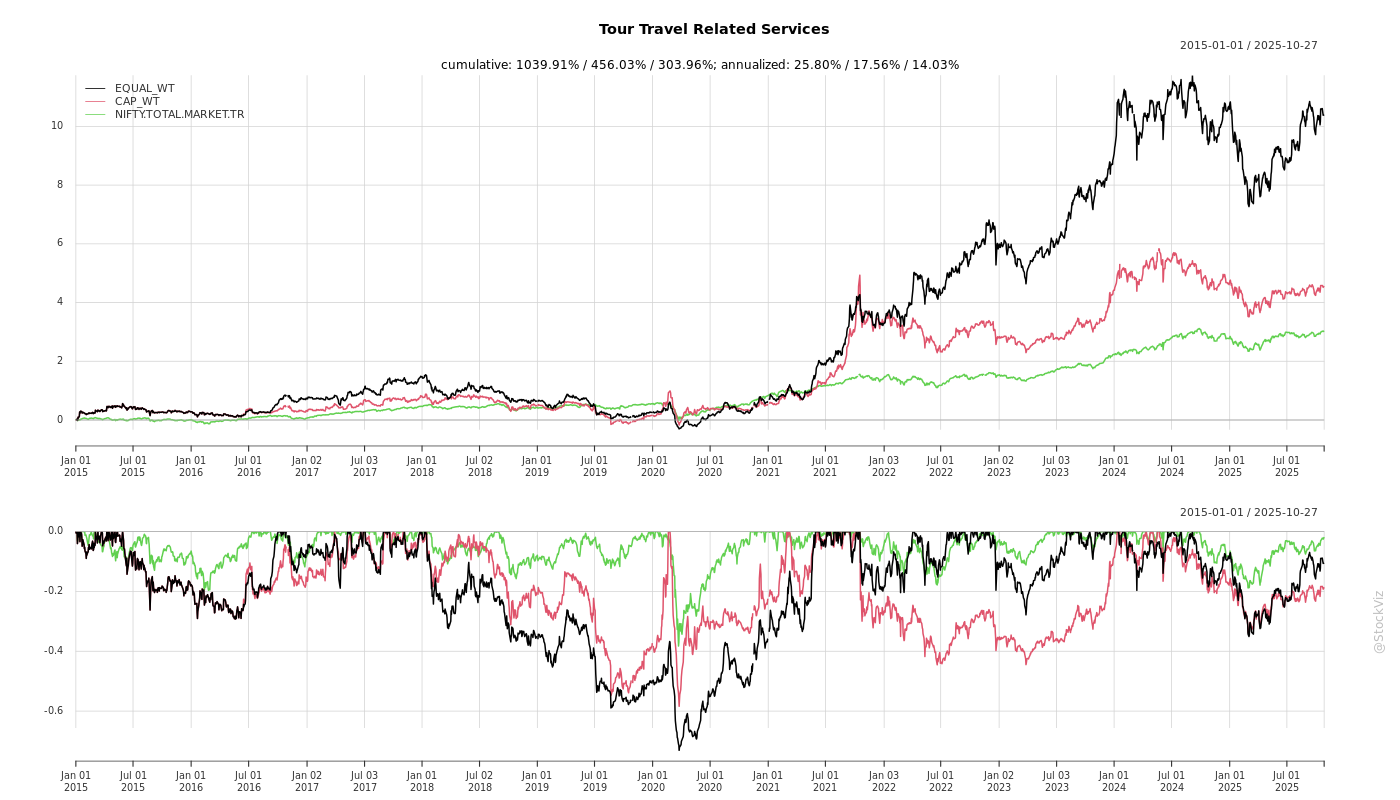 Tour Travel Related Services
2015-01-01 / 2025-10-27
cumulative: 1039.91% / 456.03% / 303.96%; annualized: 25.80% / 17.56% / 14.03%
EQUAL_WT
CAP_WT
NIFTY.TOTAL.MARKET.TR
10
8
6
4
2
0
Jan 01 Jul 01 Jan 01 Jul 01 Jan 02 Jul 03 Jan 01 Jul 02 Jan 01 Jul 01 Jan 01 Jul 01 Jan 01 Jul 01 Jan 03 Jul 01 Jan 02 Jul 03 Jan 01 Jul 01 Jan 01 Jul 01
2015 2015 2016 2016 2017 2017 2018 2018 2019 2019 2020 2020 2021 2021 2022 2022 2023 2023 2024 2024 2025 2025
2015-01-01 / 2025-10-27
0.0
-0.2
-0.4
-0.6
Jan 01 Jul 01 Jan 01 Jul 01 Jan 02 Jul 03 Jan 01 Jul 02 Jan 01 Jul 01 Jan 01 Jul 01 Jan 01 Jul 01 Jan 03 Jul 01 Jan 02 Jul 03 Jan 01 Jul 01 Jan 01 Jul 01
2015 2015 2016 2016 2017 2017 2018 2018 2019 2019 2020 2020 2021 2021 2022 2022 2023 2023 2024 2024 2025 2025
@StockViz